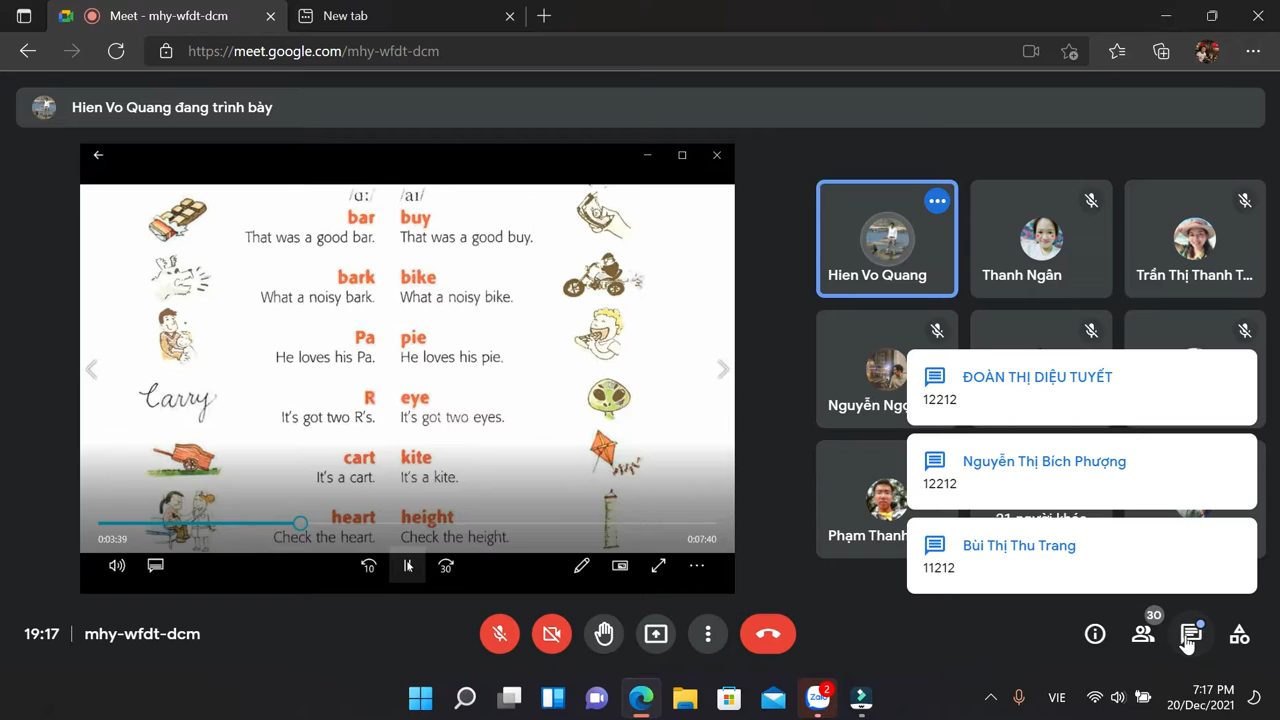 Meet - mhy-wfdt-dcm
New tab
https://meet.google.com/mhy-wfdt-dcm
Hien Vo Quang đang trình bày
/ɑː/ /aɪ/
bar buy
That was a good bar. That was a good buy.
bark bike
What a noisy bark. What a noisy bike.
Pa pie
He loves his Pa. He loves his pie.
Larry
R eye
It's got two R's. It's got two eyes.
cart kite
It's a cart. It's a kite.
heart height
Check the heart. Check the height.
0:03:39 0:07:40
10 30
Hien Vo Quang
Thanh Ngân
Trần Thị Thanh T...
Nguyễn Ngọ
ĐOÀN THỊ DIỆU TUYẾT
12212
Nguyễn Thị Bích Phượng
12212
Phạm Thanh
21 người khác
Bùi Thị Thu Trang
11212
19:17 mhy-wfdt-dcm
30
Zalo
2
VIE
7:17 PM
20/Dec/2021